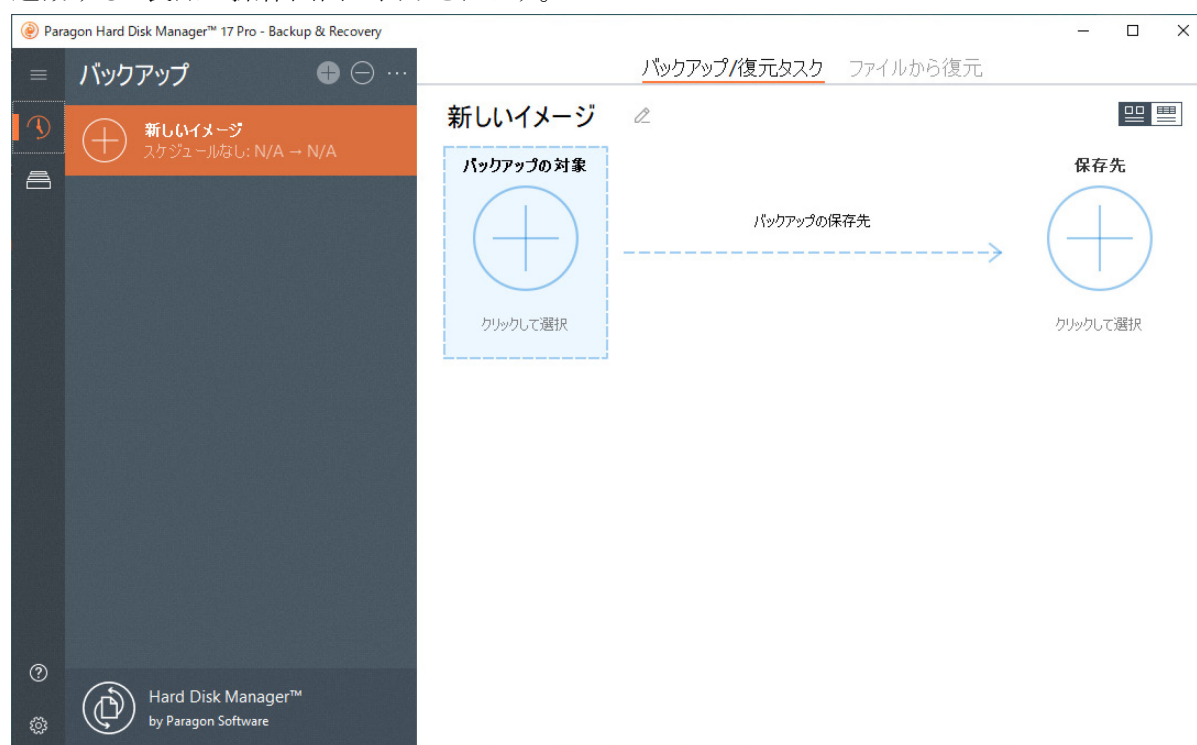 Paragon Hard Disk Manager™ 17 Pro - Backup & Recovery
バックアップ
バックアップ/復元タスク ファイルから復元
新しいイメージ
スケジュールなし: N/A → N/A
新しいイメージ
バックアップの対象
クリックして選択
バックアップの保存先
保存先
クリックして選択
Hard Disk Manager™
by Paragon Software